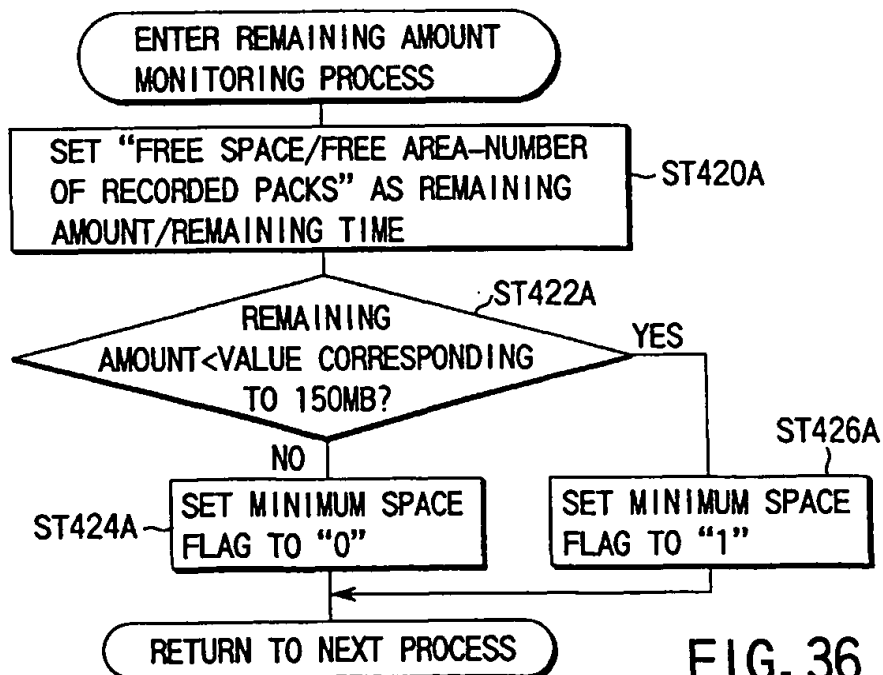 ENTER REMAINING AMOUNT
MONITORING PROCESS
SET “FREE SPACE/FREE AREA–NUMBER
OF RECORDED PACKS” AS REMAINING
AMOUNT/REMAINING TIME
ST420A
ST422A
REMAINING
AMOUNT<VALUE CORRESPONDING
TO 150MB?
YES
NO
ST426A
ST424A
SET MINIMUM SPACE
FLAG TO “0”
SET MINIMUM SPACE
FLAG TO “1”
RETURN TO NEXT PROCESS
FIG. 36